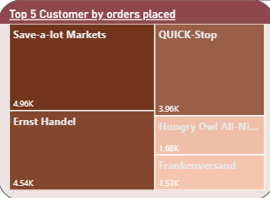 Top 5 Customer by orders placed
Save-a-lot Markets
4.96K
Ernst Handel
4.54K
QUICK-Stop
3.96K
Hungry Owl All-Ni...
1.68K
Frankenversand
1.53K